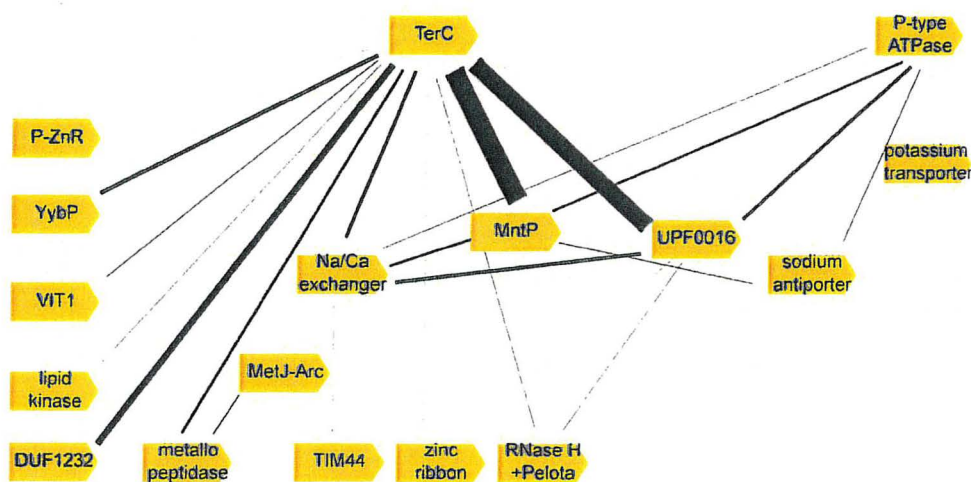 TerC
P-type
ATPase
P-ZnR
potassium
transporter
YybP
MntP
UPF0016
Na/Ca
exchanger
sodium
antiporter
VIT1
lipid
kinase
MetJ-Arc
DUF1232
metallo
peptidase
TIM44
zinc
ribbon
RNase H
+Pelota